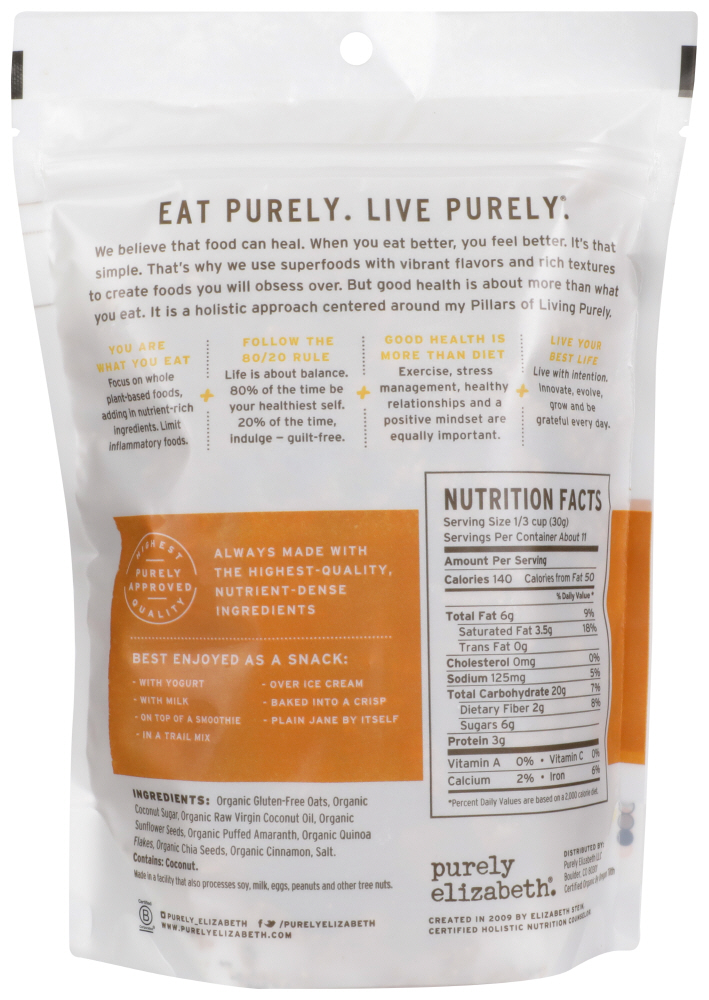 EAT PURELY. LIVE PURELY®.
We believe that food can heal. When you eat better, you feel better. It's that
simple. That's why we use superfoods with vibrant flavors and rich textures
to create foods you will obsess over. But good health is about more than what
you eat. It is a holistic approach centered around my Pillars of Living Purely.
YOU ARE
WHAT YOU EAT
Focus on whole
plant-based foods,
adding in nutrient-rich
ingredients. Limit
inflammatory foods.
+
FOLLOW THE
80/20 RULE
Life is about balance.
80% of the time be
your healthiest self.
20% of the time,
indulge – guilt-free.
+
GOOD HEALTH IS
MORE THAN DIET
Exercise, stress
management, healthy
relationships and a
positive mindset are
equally important.
+
LIVE YOUR
BEST LIFE
Live with intention.
Innovate, evolve,
grow and be
grateful every day.
HIGHEST
PURELY
APPROVED
QUALITY
ALWAYS MADE WITH
THE HIGHEST-QUALITY,
NUTRIENT-DENSE
INGREDIENTS
BEST ENJOYED AS A SNACK:
- WITH YOGURT
- WITH MILK
- ON TOP OF A SMOOTHIE
- IN A TRAIL MIX
- OVER ICE CREAM
- BAKED INTO A CRISP
- PLAIN JANE BY ITSELF
NUTRITION FACTS
Serving Size 1/3 cup (30g)
Servings Per Container About 11
Amount Per Serving
Calories 140 Calories from Fat 50
% Daily Value*
Total Fat 6g 9%
Saturated Fat 3.5g 18%
Trans Fat 0g
Cholesterol 0mg 0%
Sodium 125mg 5%
Total Carbohydrate 20g 7%
Dietary Fiber 2g 8%
Sugars 6g
Protein 3g
Vitamin A 0% • Vitamin C 0%
Calcium 2% • Iron 6%
*Percent Daily Values are based on a 2,000 calorie diet.
INGREDIENTS: Organic Gluten-Free Oats, Organic
Coconut Sugar, Organic Raw Virgin Coconut Oil, Organic
Sunflower Seeds, Organic Puffed Amaranth, Organic Quinoa
Flakes, Organic Chia Seeds, Organic Cinnamon, Salt.
Contains: Coconut.
Made in a facility that also processes soy, milk, eggs, peanuts and other tree nuts.
Certified
B
Corporation
PURELY_ELIZABETH f /PURELYELIZABETH
WWW.PURELYELIZABETH.COM
purely
elizabeth®.
DISTRIBUTED BY:
Purely Elizabeth LLC
Boulder, CO
Certified Organic by
CREATED IN 2009 BY ELIZABETH STEIN,
CERTIFIED HOLISTIC NUTRITION COUNSELOR.